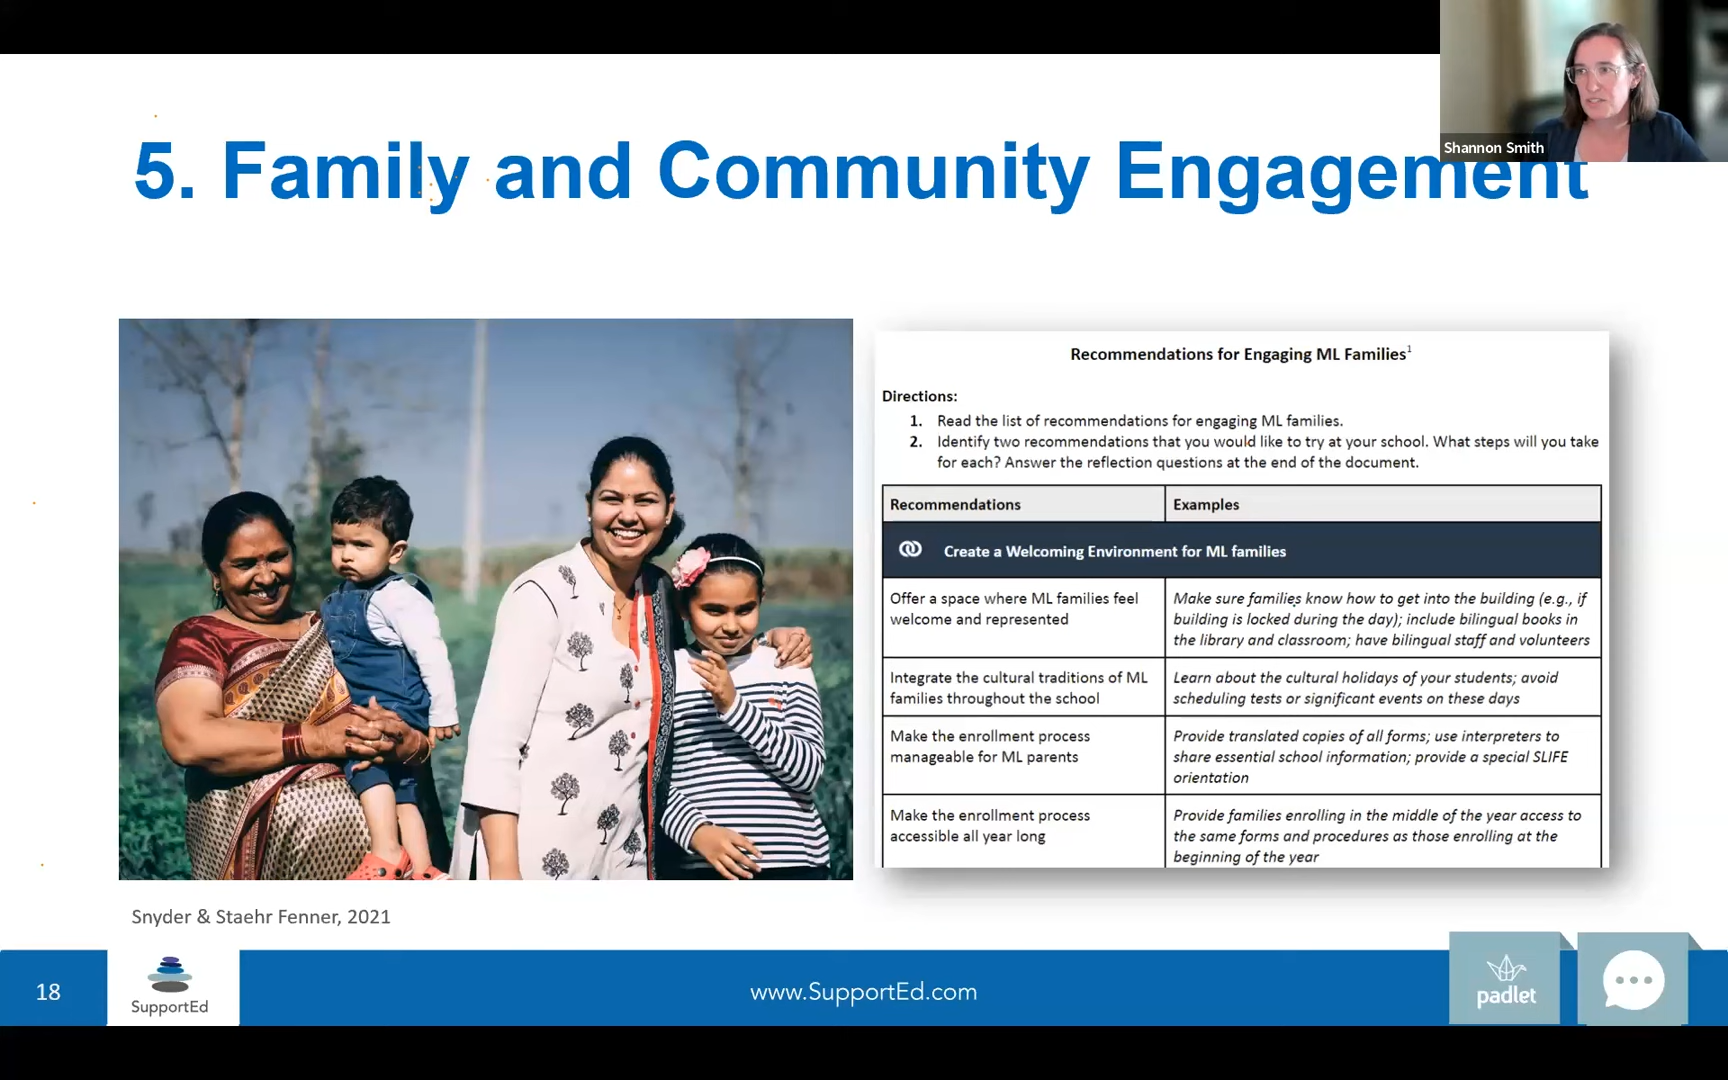 Shannon Smith
5. Family and Community Engagement
Recommendations for Engaging ML Families¹
Directions:
1. Read the list of recommendations for engaging ML families.
2. Identify two recommendations that you would like to try at your school. What steps will you take
for each? Answer the reflection questions at the end of the document.
Recommendations
Examples
Create a Welcoming Environment for ML families
Offer a space where ML families feel
welcome and represented
Make sure families know how to get into the building (e.g., if
building is locked during the day); include bilingual books in
the library and classroom; have bilingual staff and volunteers
Integrate the cultural traditions of ML
families throughout the school
Learn about the cultural holidays of your students; avoid
scheduling tests or significant events on these days
Make the enrollment process
manageable for ML parents
Provide translated copies of all forms; use interpreters to
share essential school information; provide a special SLIFE
orientation
Make the enrollment process
accessible all year long
Provide families enrolling in the middle of the year access to
the same forms and procedures as those enrolling at the
beginning of the year
Snyder & Staehr Fenner, 2021
18
SupportEd
www.SupportEd.com
padlet